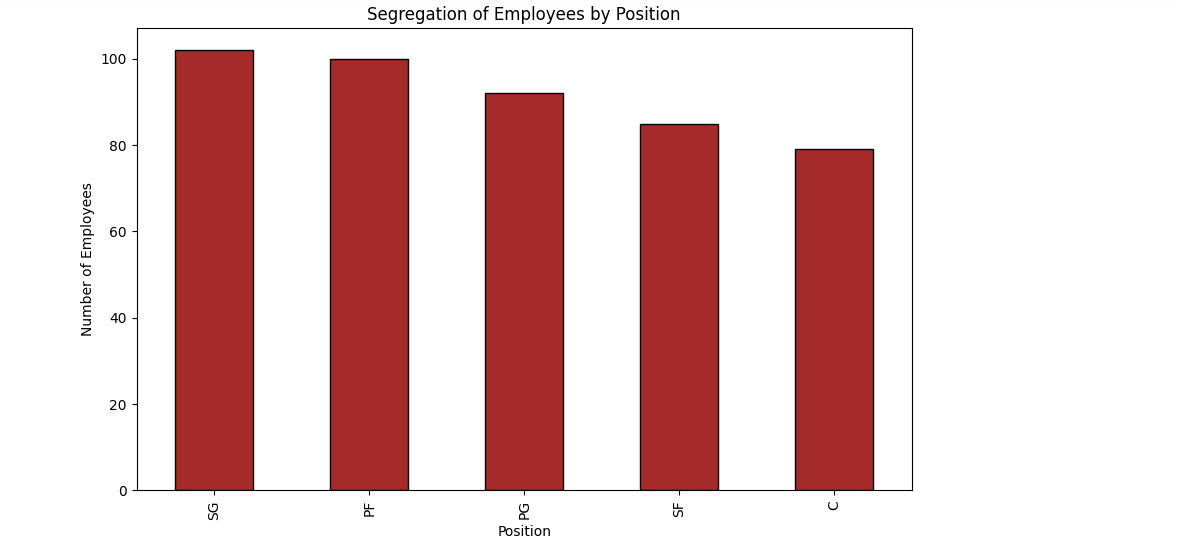 Segregation of Employees by Position
100
80
60
40
20
0
Number of Employees
SG
PF
PG
SF
C
Position